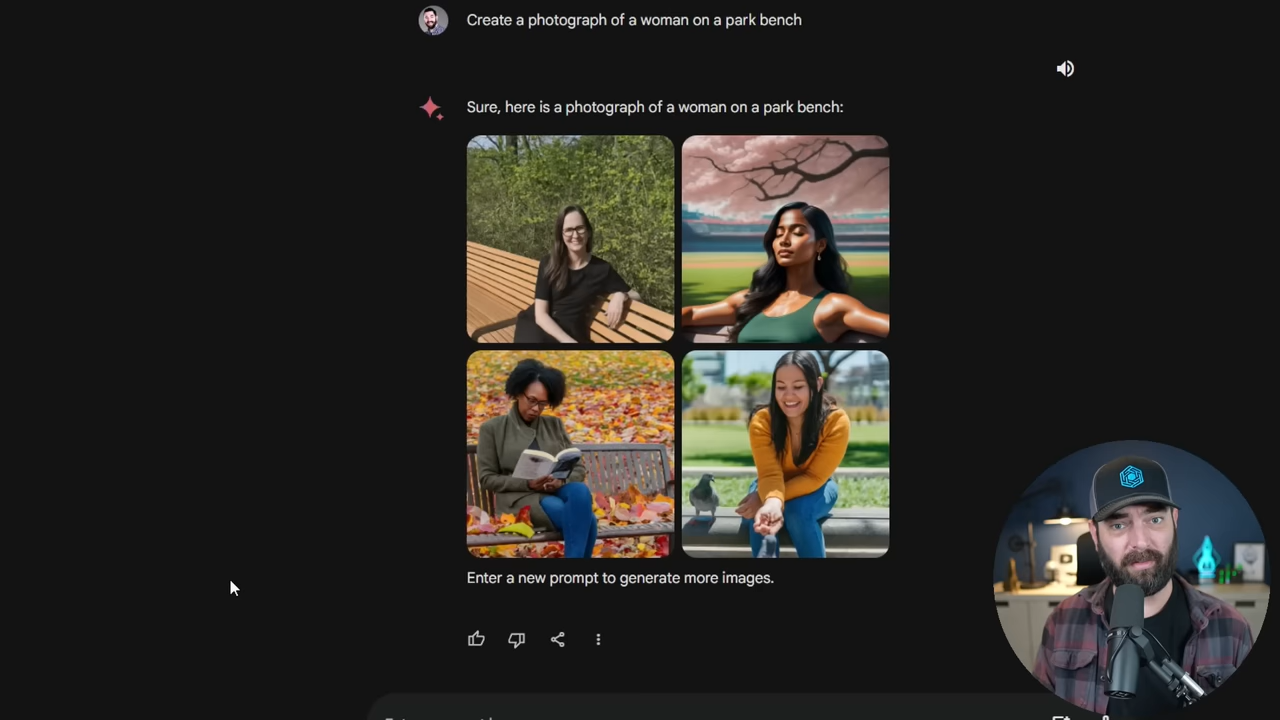 Create a photograph of a woman on a park bench
Sure, here is a photograph of a woman on a park bench:
Enter a new prompt to generate more images.